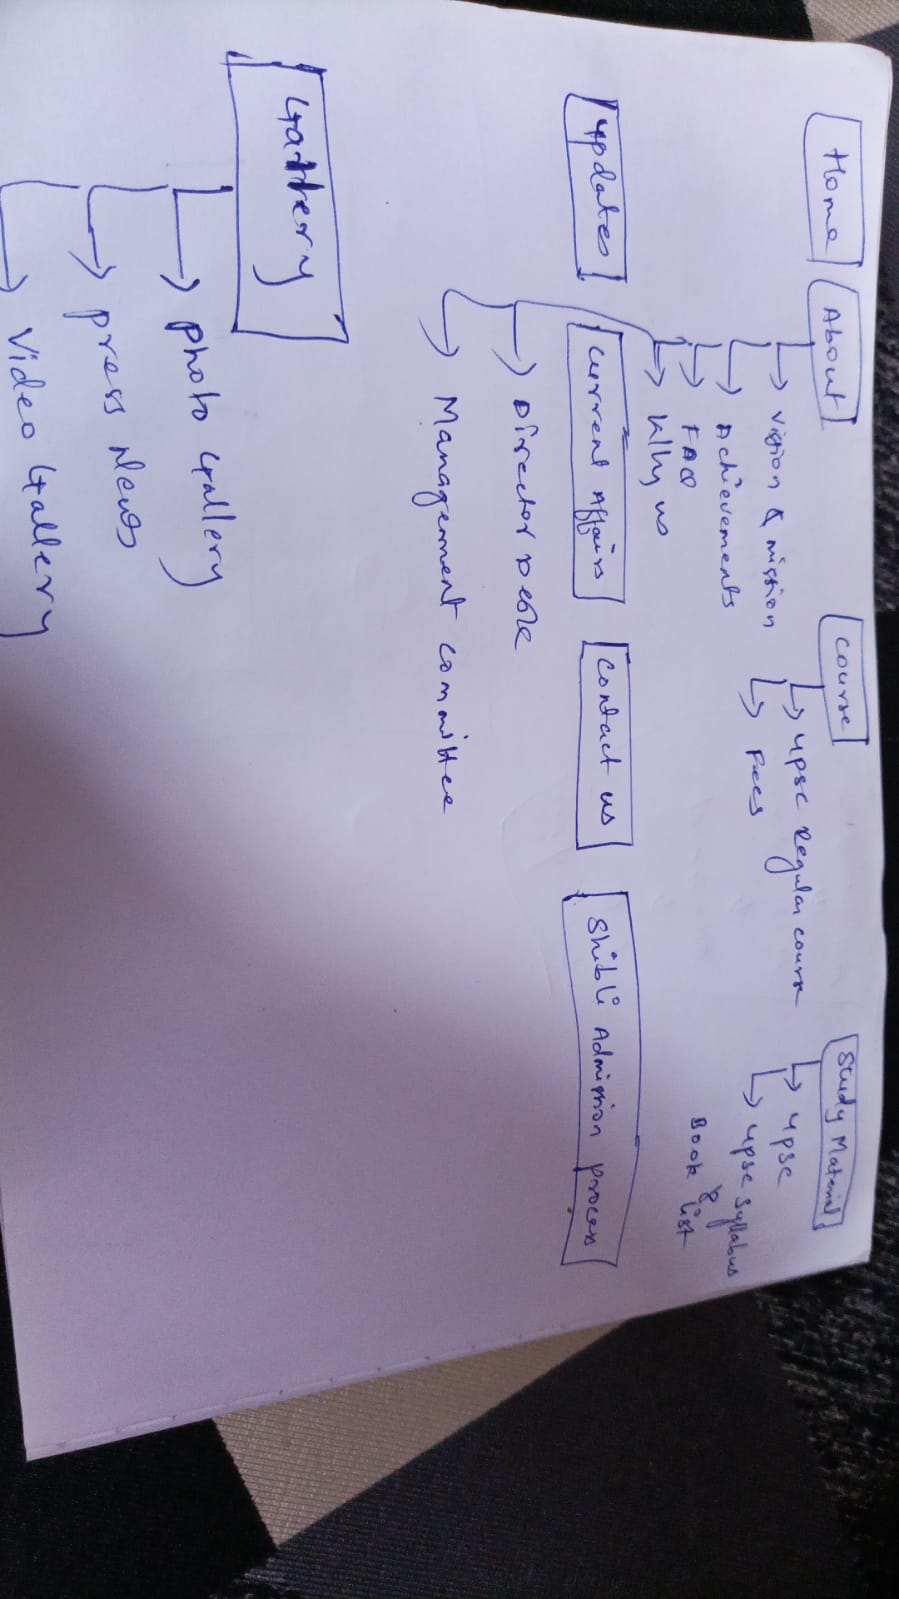 Home
About
Vision & mission
Achievements
FAQ
Why us
Course
upsc Regular course
Fees
Study Material
upsc
upsc syllabus
&
Book list
updates
Current Affairs
Contact us
Shibli Admission process
Director Desk
Management committee
Gallery
photo Gallery
press News
Video Gallery